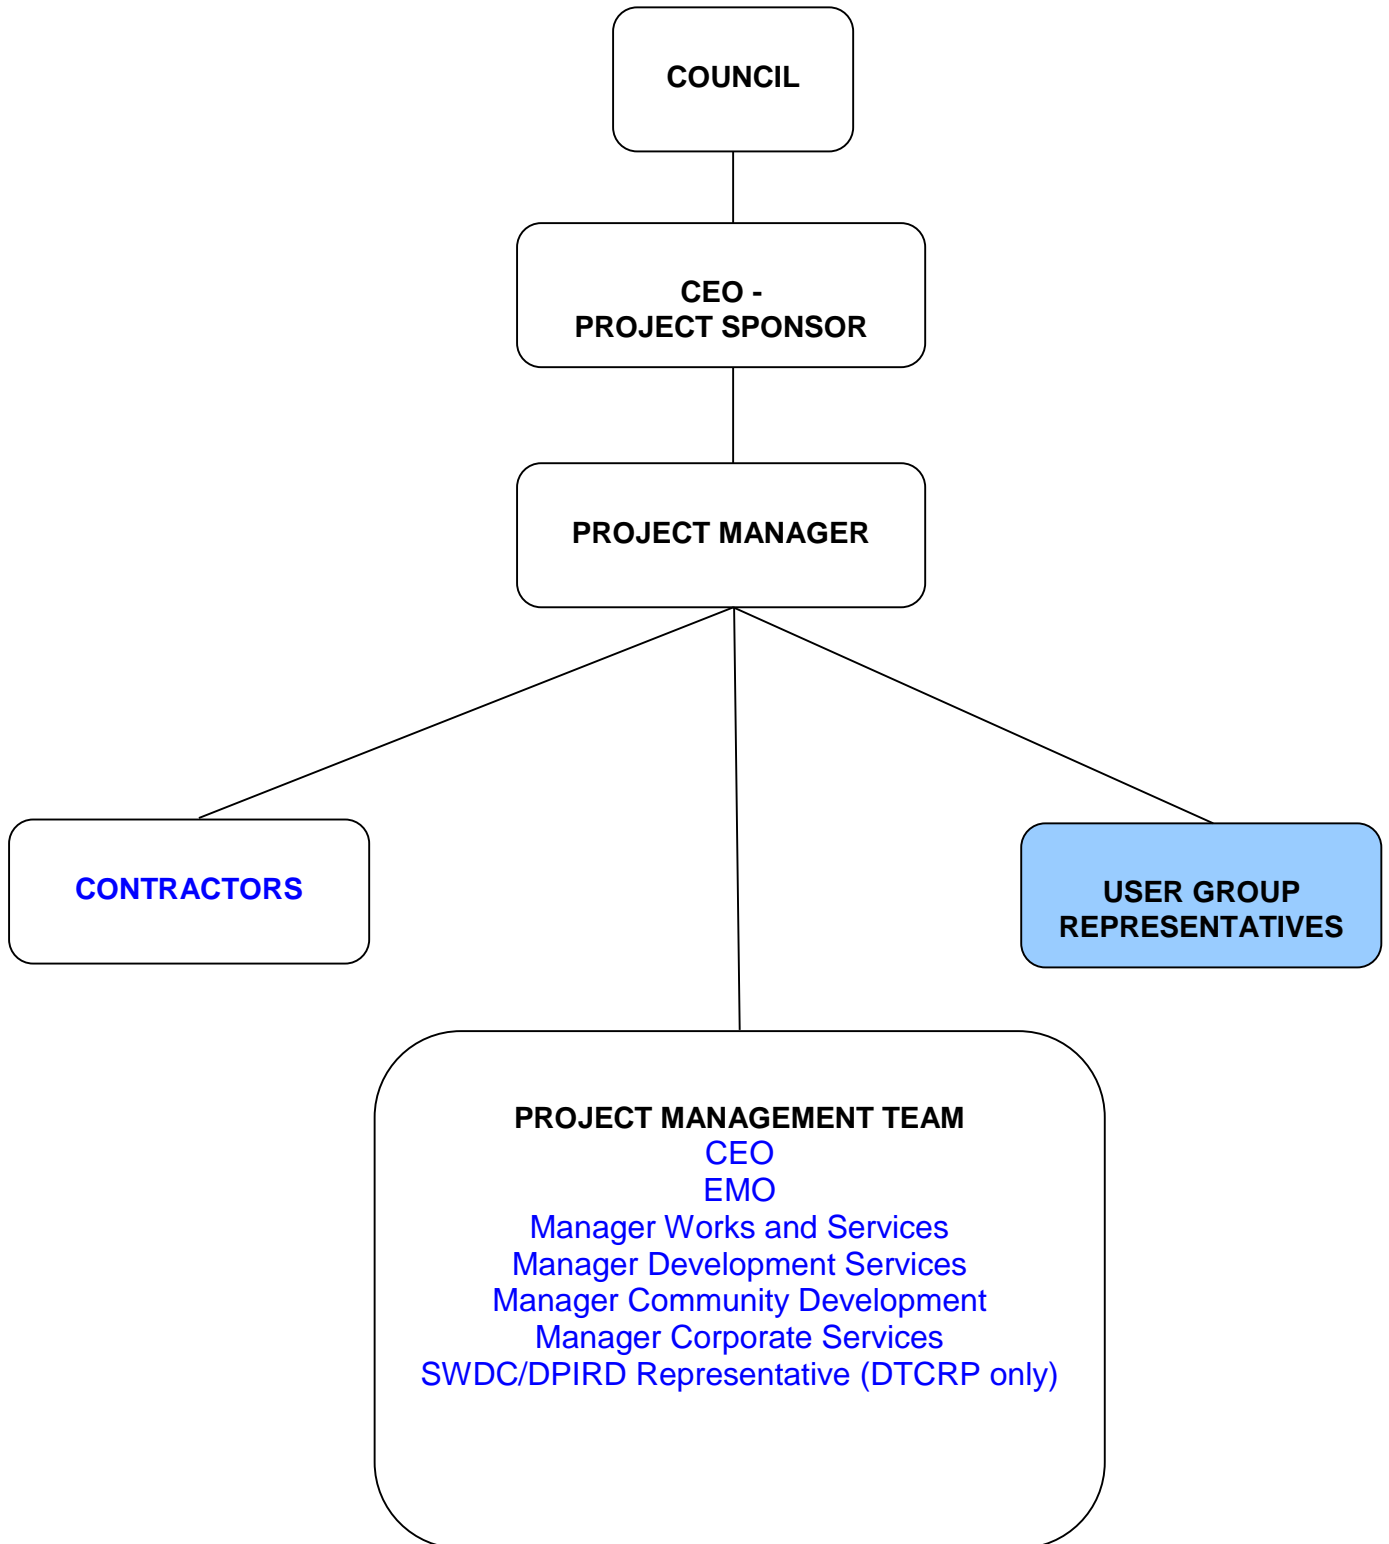 COUNCIL
CEO -
PROJECT SPONSOR
PROJECT MANAGER
CONTRACTORS
USER GROUP
REPRESENTATIVES
PROJECT MANAGEMENT TEAM
CEO
EMO
Manager Works and Services
Manager Development Services
Manager Community Development
Manager Corporate Services
SWDC/DPIRD Representative (DTCRP only)